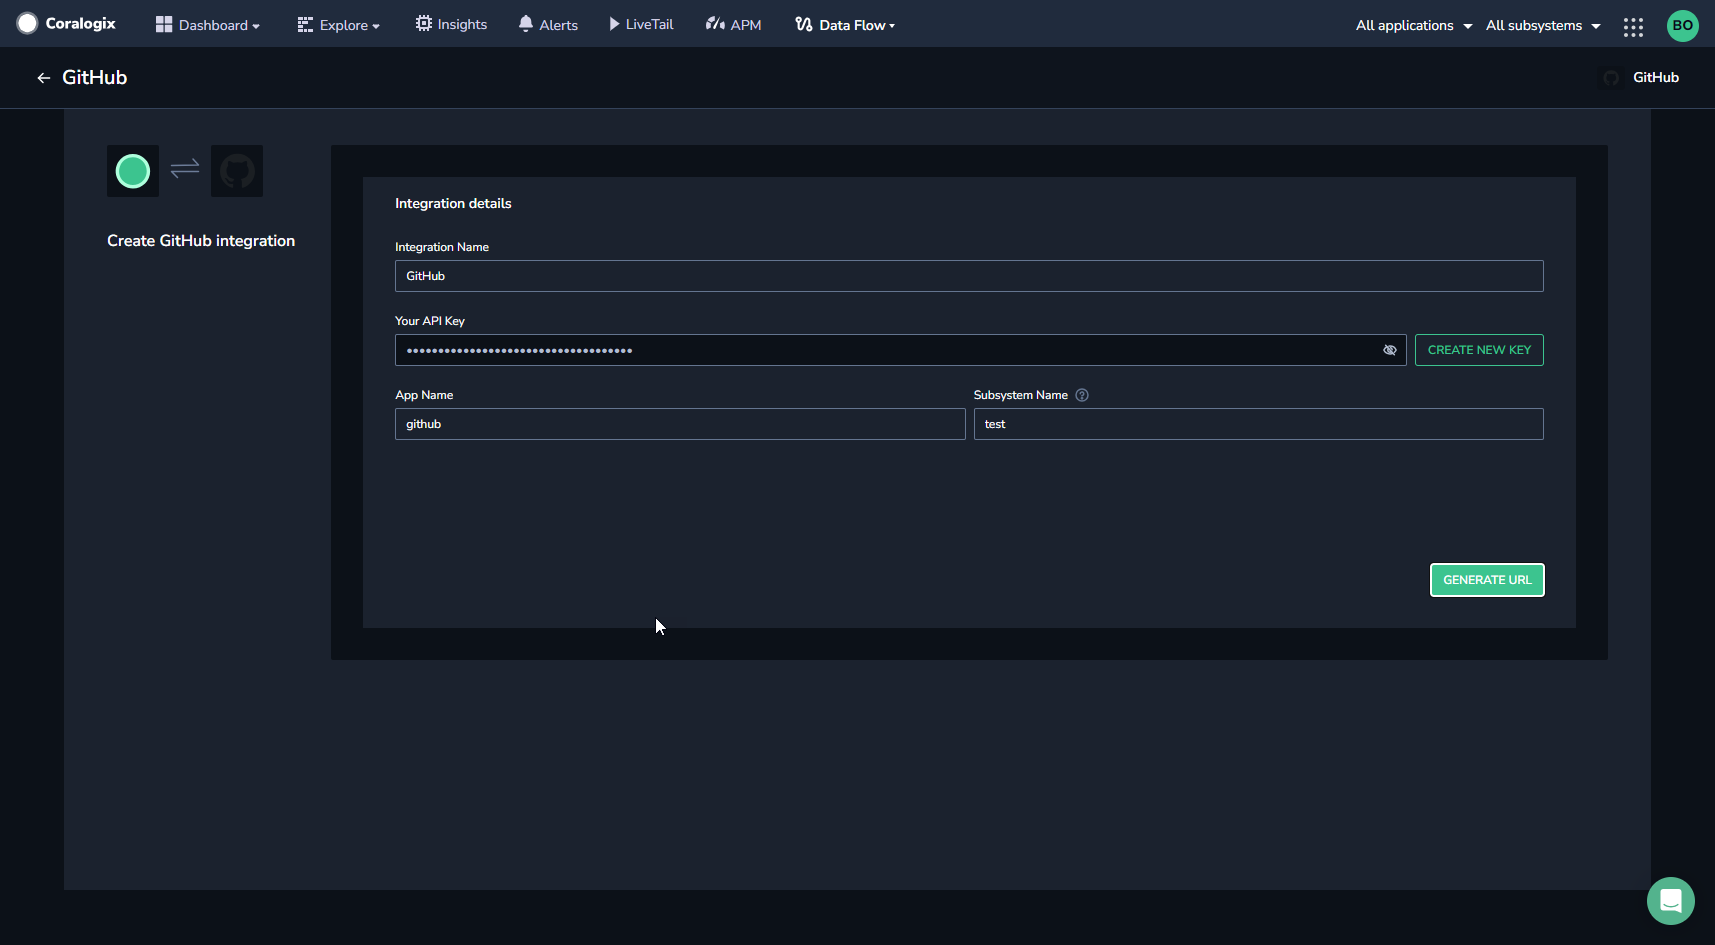 Coralogix Dashboard Explore Insights Alerts LiveTail APM Data Flow All applications All subsystems BO
GitHub GitHub
Create GitHub integration
Integration details
Integration Name
GitHub
Your API Key
•••••••••••••••••••••••••••••••••••• CREATE NEW KEY
App Name Subsystem Name ?
github test
GENERATE URL